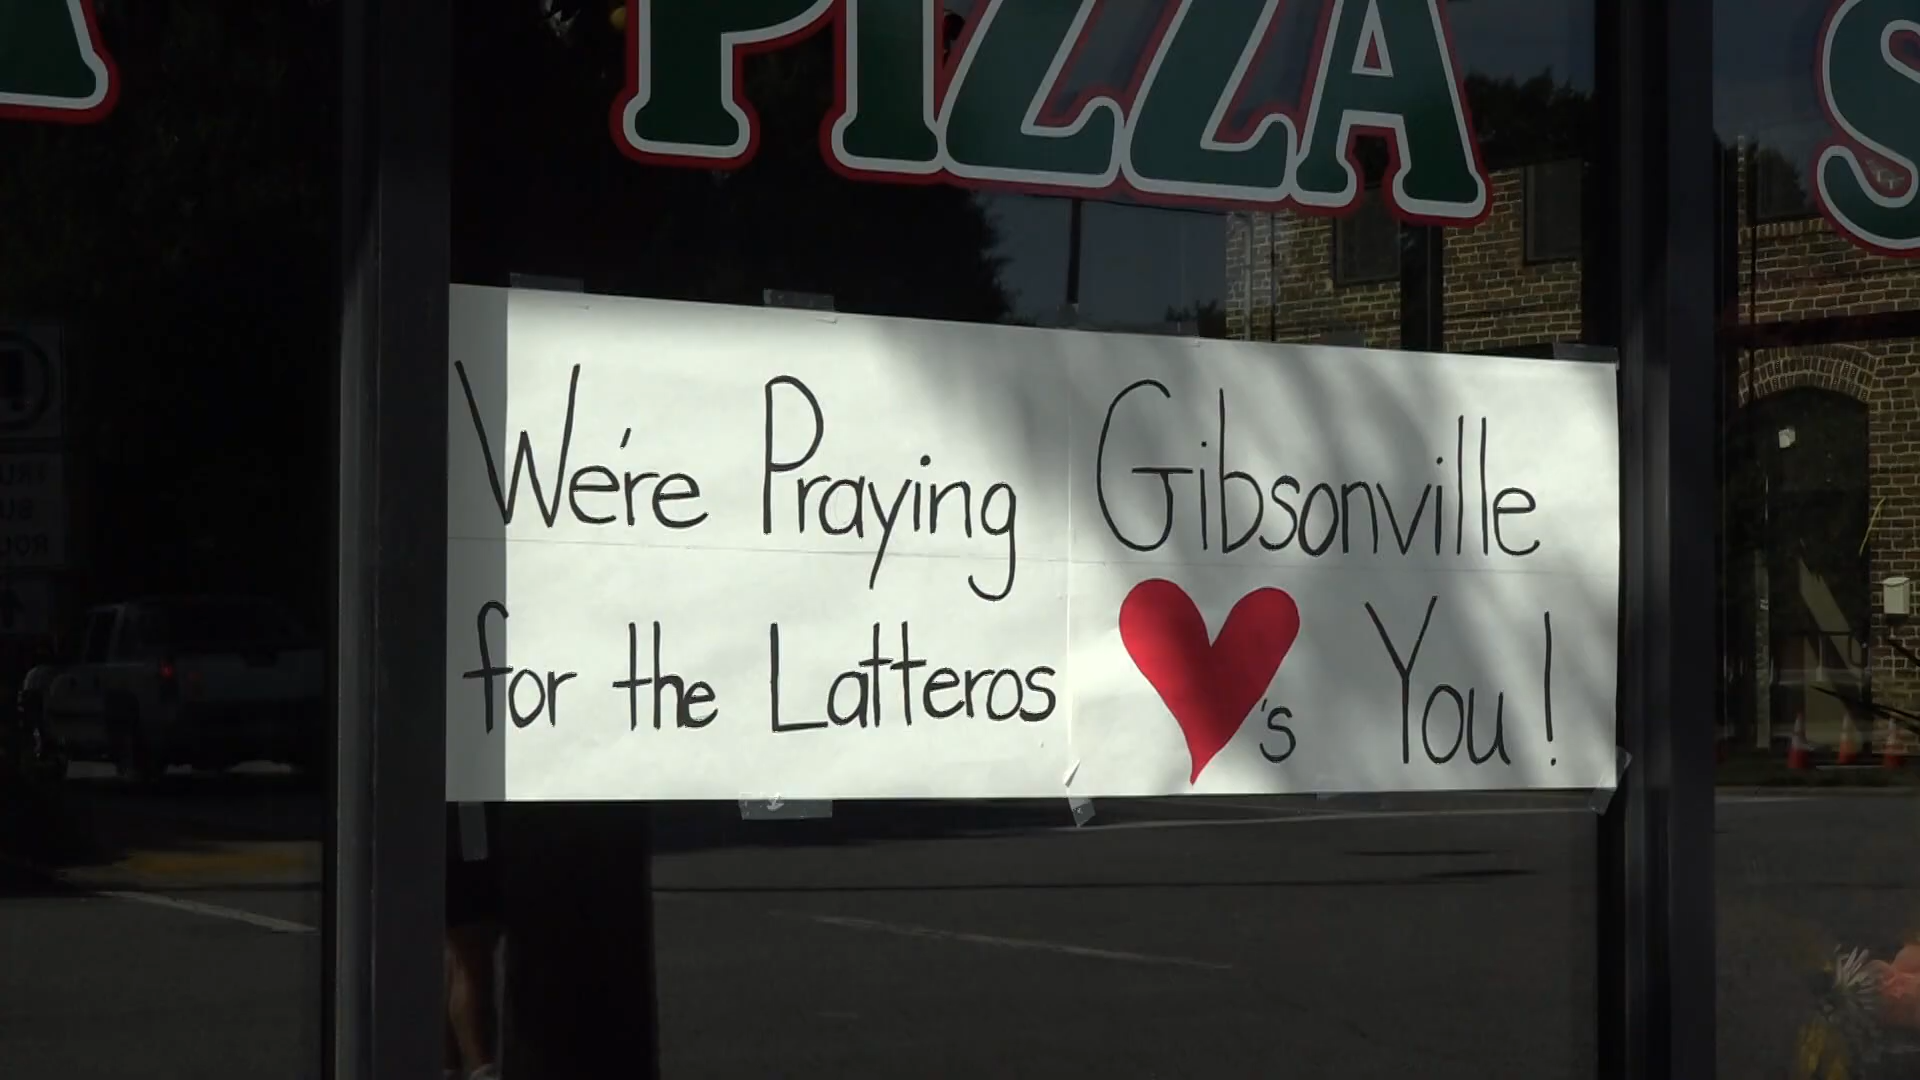 PIZZA
We're Praying
for the Latteros
Gibsonville
♥'s You!